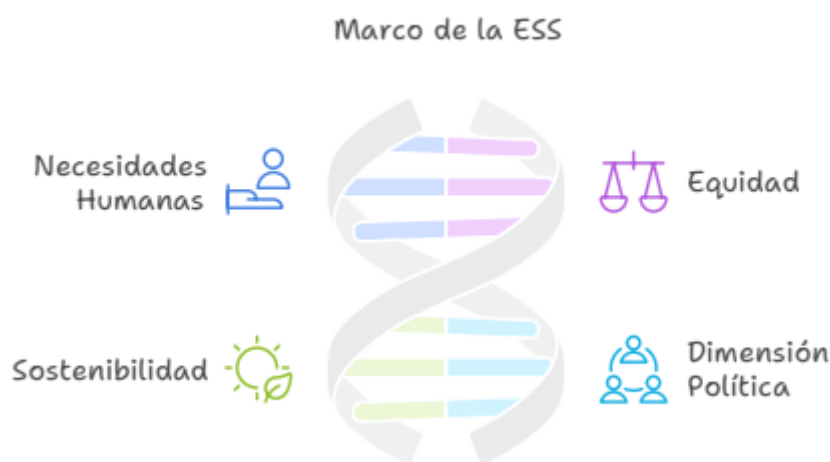 Marco de la ESS
Necesidades
Humanas
Equidad
Sostenibilidad
Dimensión
Política